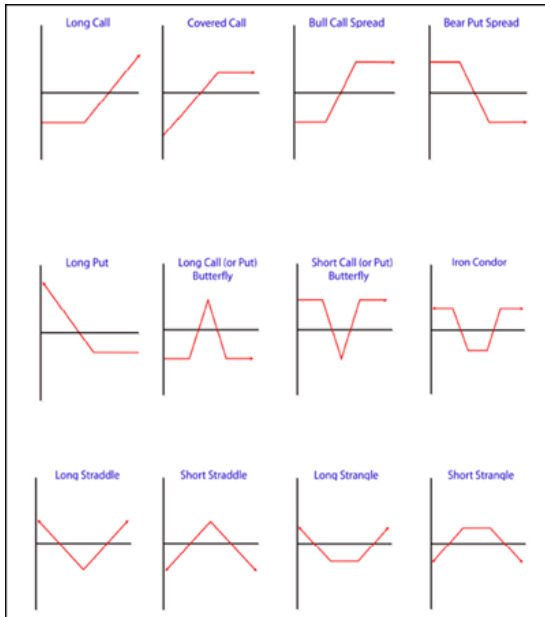 Long Call
Covered Call
Bull Call Spread
Bear Put Spread
Long Put
Long Call (or Put)
Butterfly
Short Call (or Put)
Butterfly
Iron Condor
Long Straddle
Short Straddle
Long Strangle
Short Strangle